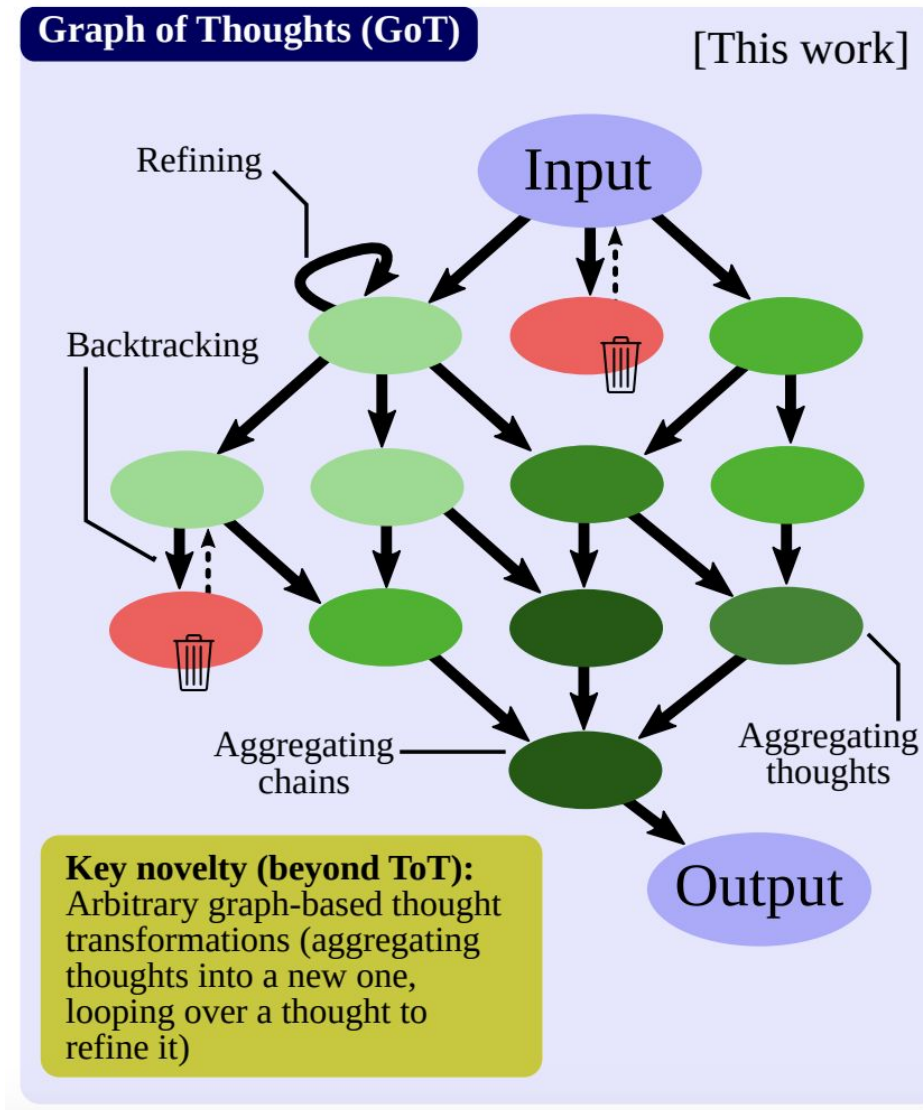 Graph of Thoughts (GoT)
[This work]
Input
Refining
Backtracking
Aggregating
chains
Aggregating
thoughts
Output
Key novelty (beyond ToT):
Arbitrary graph-based thought
transformations (aggregating
thoughts into a new one,
looping over a thought to
refine it)